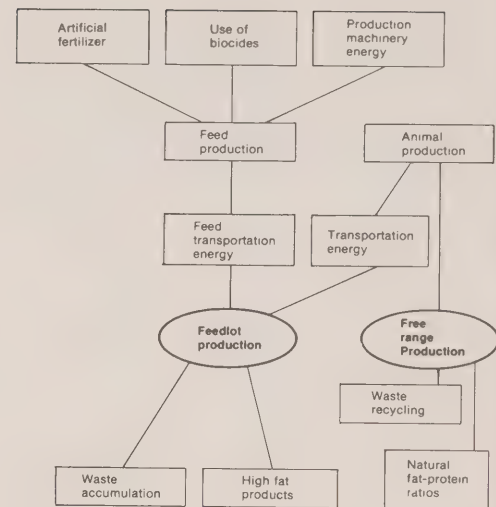 Artificial
fertilizer
Use of
biocides
Production
machinery
energy
Feed
production
Animal
production
Feed
transportation
energy
Transportation
energy
Feedlot
production
Free
range
Production
Waste
recycling
Waste
accumulation
High fat
products
Natural
fat-protein
ratios